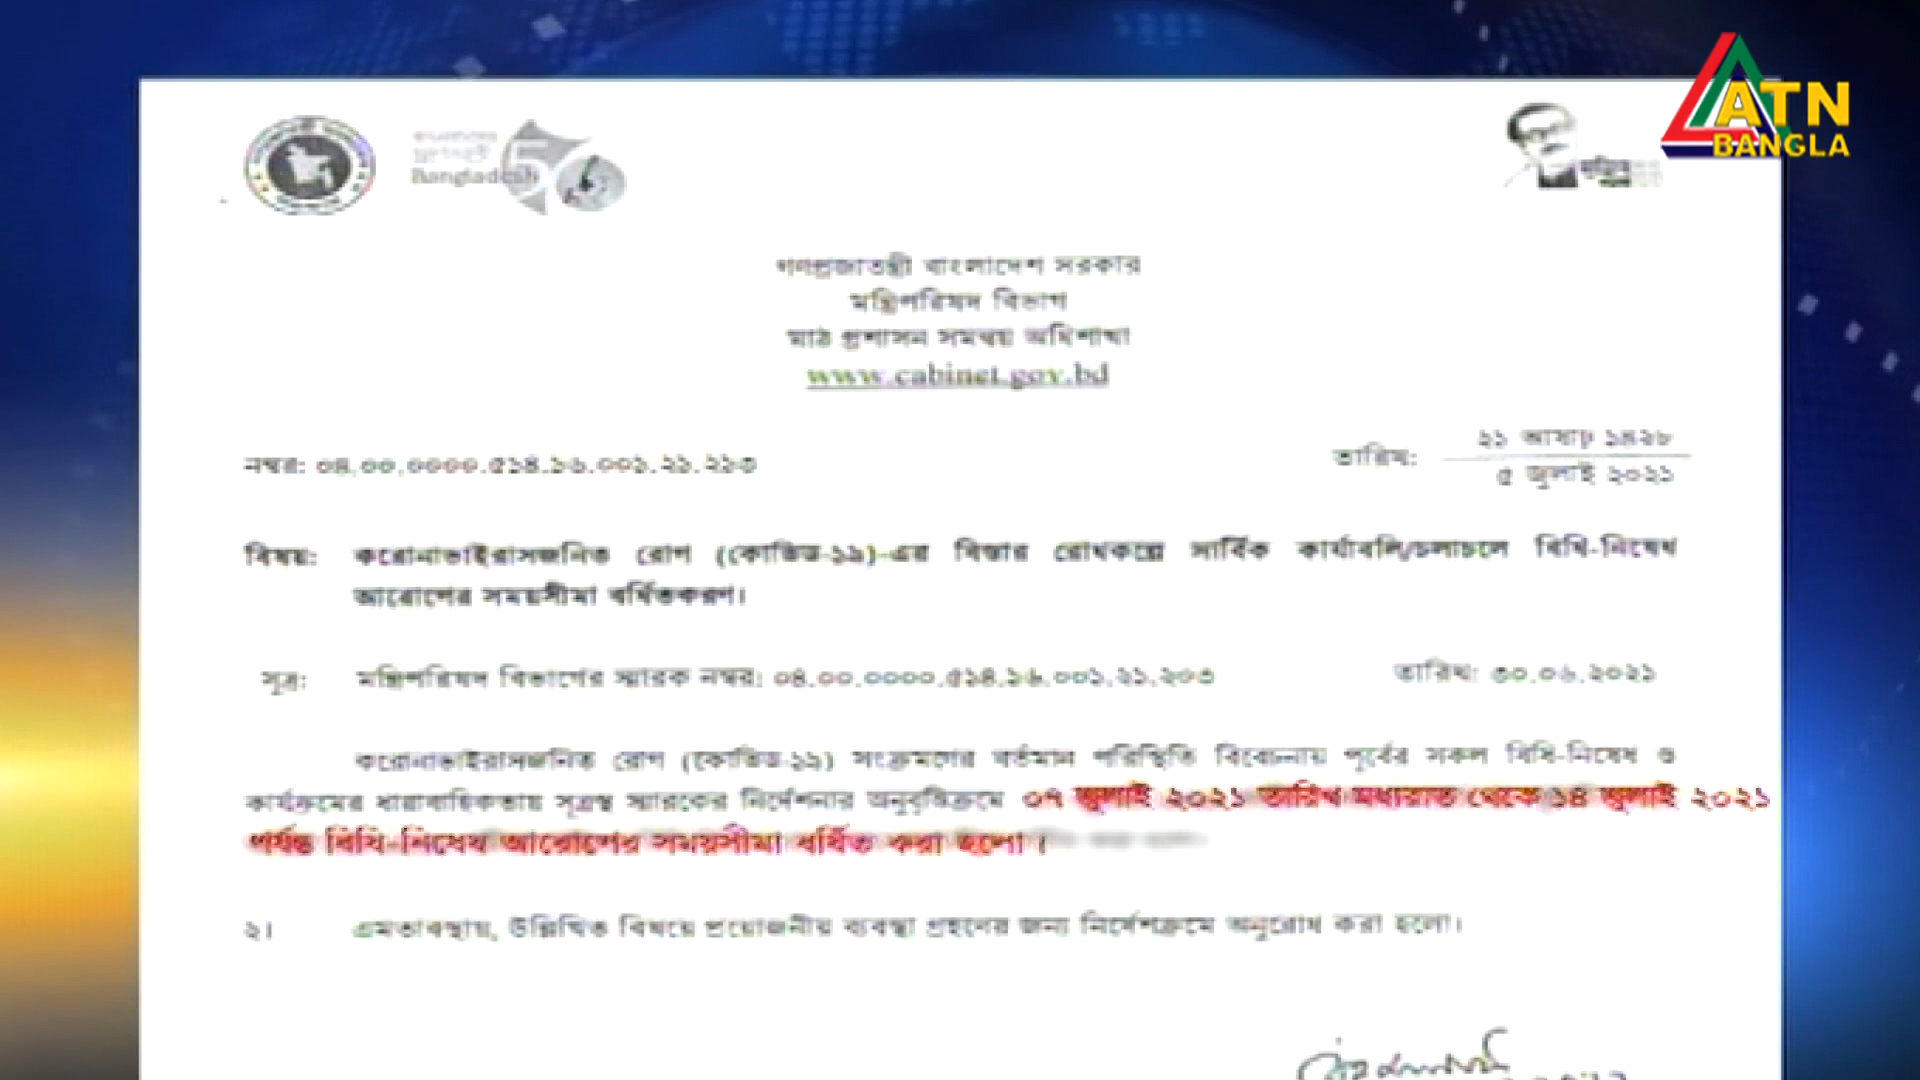 ATN
BANGLA
Bangladesh 50
গণপ্রজাতন্ত্রী বাংলাদেশ সরকার
মন্ত্রিপরিষদ বিভাগ
মাঠ প্রশাসন সমন্বয় অধিশাখা
www.cabinet.gov.bd
নম্বর: ০৪.০০.০০০০.৫১৪.১৬.০০১.২১.২১৩
তারিখ: ২১ আষাঢ় ১৪২৮
৫ জুলাই ২০২১
বিষয়: করোনাভাইরাসজনিত রোগ (কোভিড-১৯)-এর বিস্তার রোধকল্পে সার্বিক কার্যাবলি/চলাচলে বিধি-নিষেধ
আরোপের সময়সীমা বর্ধিতকরণ।
সূত্র: মন্ত্রিপরিষদ বিভাগের স্মারক নম্বর: ০৪.০০.০০০০.৫১৪.১৬.০০১.২১.২০৩ তারিখ: ৩০.০৬.২০২১
করোনাভাইরাসজনিত রোগ (কোভিড-১৯) সংক্রমণের বর্তমান পরিস্থিতি বিবেচনায় পূর্বের সকল বিধি-নিষেধ ও
কার্যক্রমের ধারাবাহিকতায় সূত্রস্থ স্মারকের নির্দেশনার অনুবৃত্তিক্রমে ০৭ জুলাই ২০২১ তারিখ মধ্যরাত থেকে ১৪ জুলাই ২০২১
পর্যন্ত বিধি-নিষেধ আরোপের সময়সীমা বর্ধিত করা হলো।
২। এমতাবস্থায়, উল্লিখিত বিষয়ে প্রয়োজনীয় ব্যবস্থা গ্রহণের জন্য নির্দেশক্রমে অনুরোধ করা হলো।